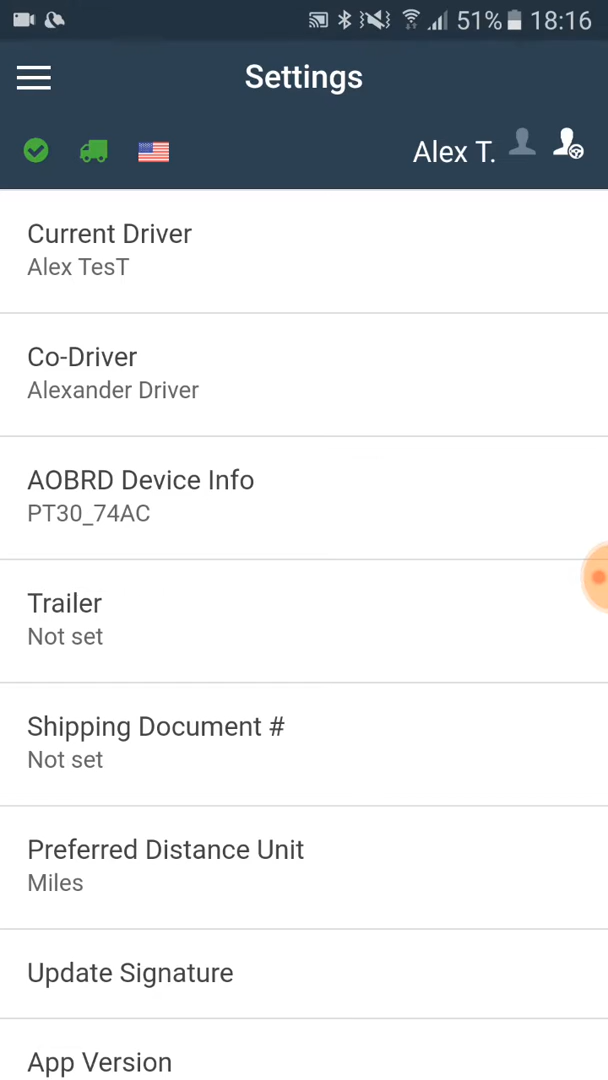 51% 18:16
Settings
Alex T.
Current Driver
Alex TesT
Co-Driver
Alexander Driver
AOBRD Device Info
PT30_74AC
Trailer
Not set
Shipping Document #
Not set
Preferred Distance Unit
Miles
Update Signature
App Version